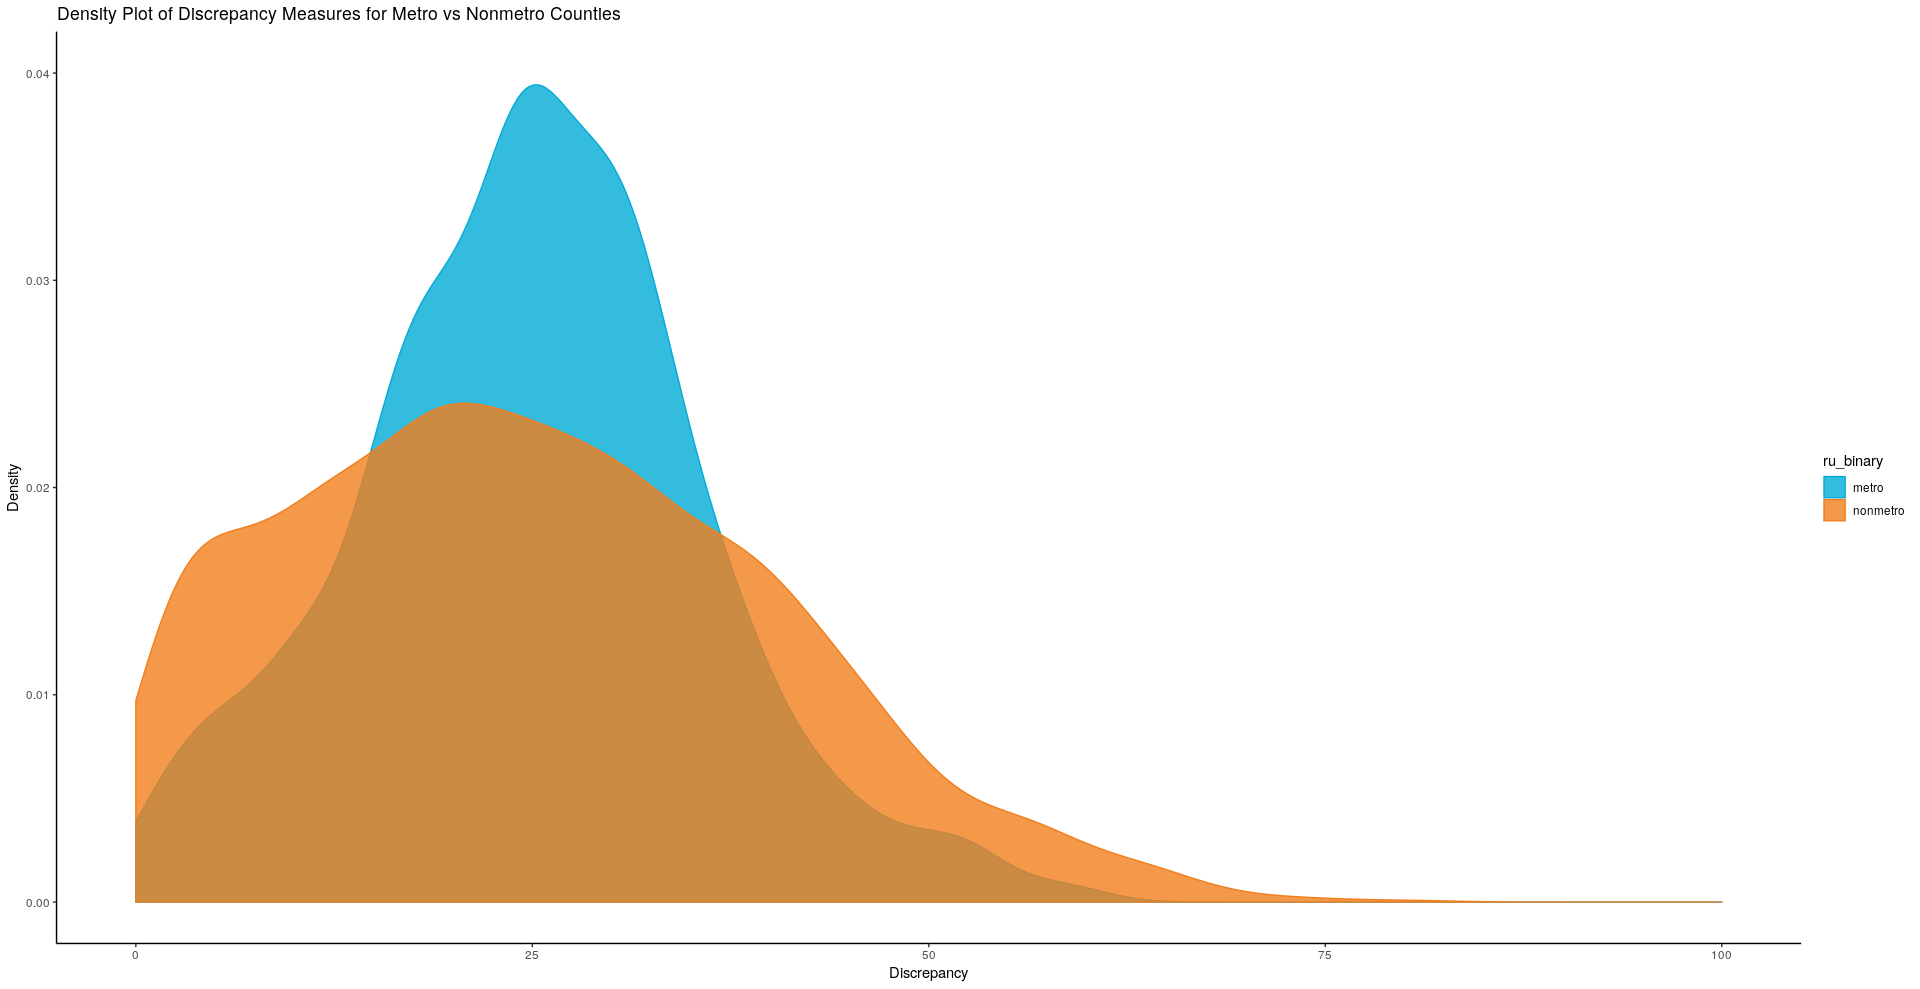 Density Plot of Discrepancy Measures for Metro vs Nonmetro Counties
0.04
0.03
0.02
0.01
0.00
Density
0 25 50 75 100
Discrepancy
ru_binary
metro
nonmetro